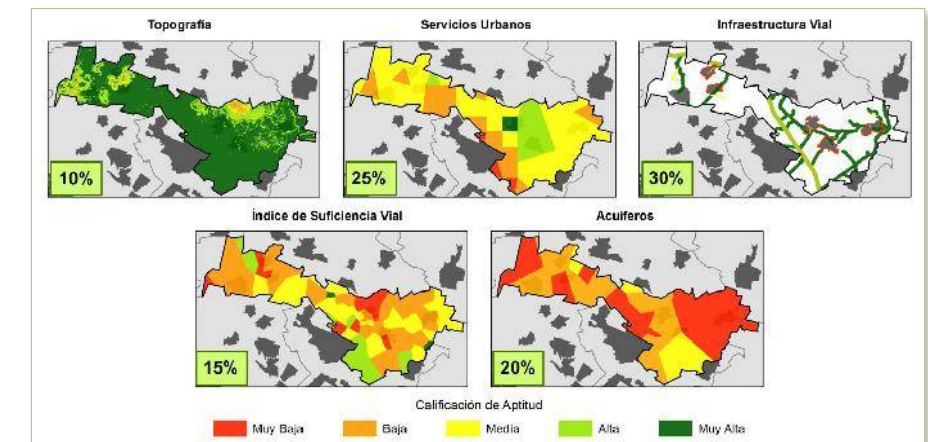 Topografía
Servicios Urbanos
Infraestructura Vial
10%
25%
30%
Índice de Suficiencia Vial
Acuíferos
15%
20%
Calificación de Aptitud
Muy Baja
Baja
Media
Alta
Muy Alta